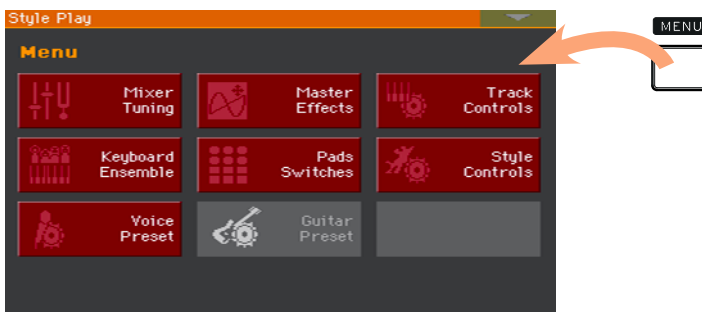 Style Play
MENU
Menu
Mixer
Tuning
Master
Effects
Track
Controls
Keyboard
Ensemble
Pads
Switches
Style
Controls
Voice
Preset
Guitar
Preset